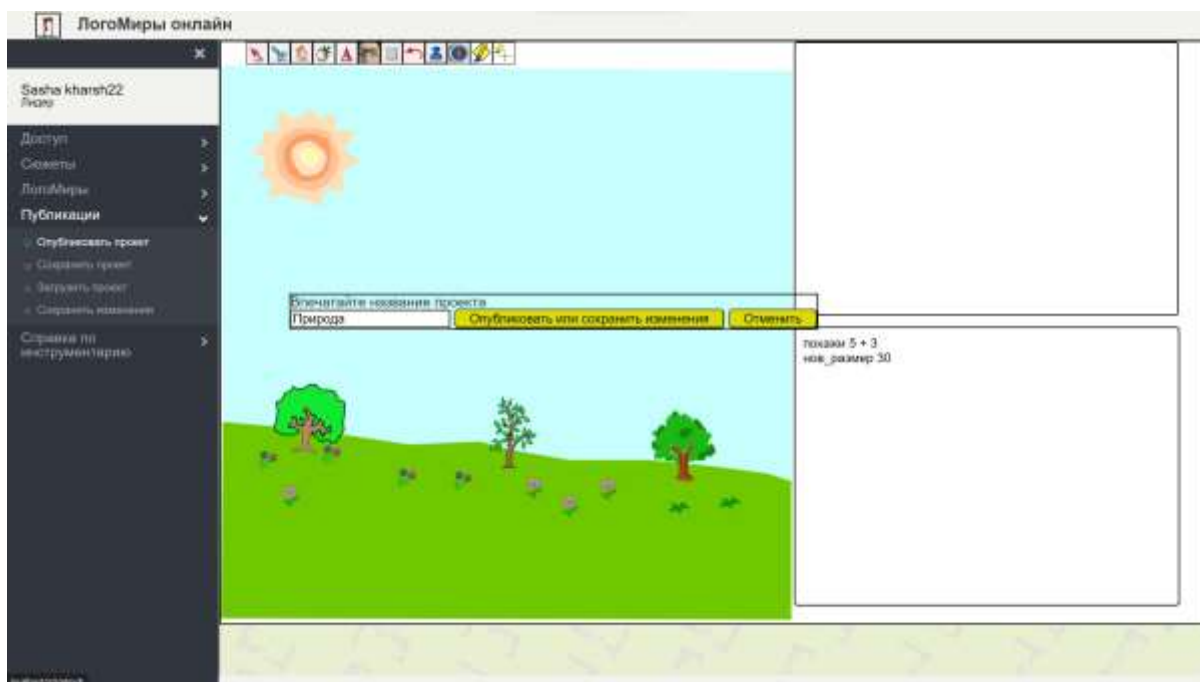 ЛогоМиры онлайн
Sasha kharsh22
Лидер
Доступ
Сюжеты
ЛогоМиры
Публикации
Опубликовать проект
Сохранить проект
Загрузить проект
Сохранить изменения
Справка по
инструментарию
Впечатайте название проекта
Природа
Опубликовать или сохранить изменения
Отменить
покажи 5 + 3
нов_размер 30